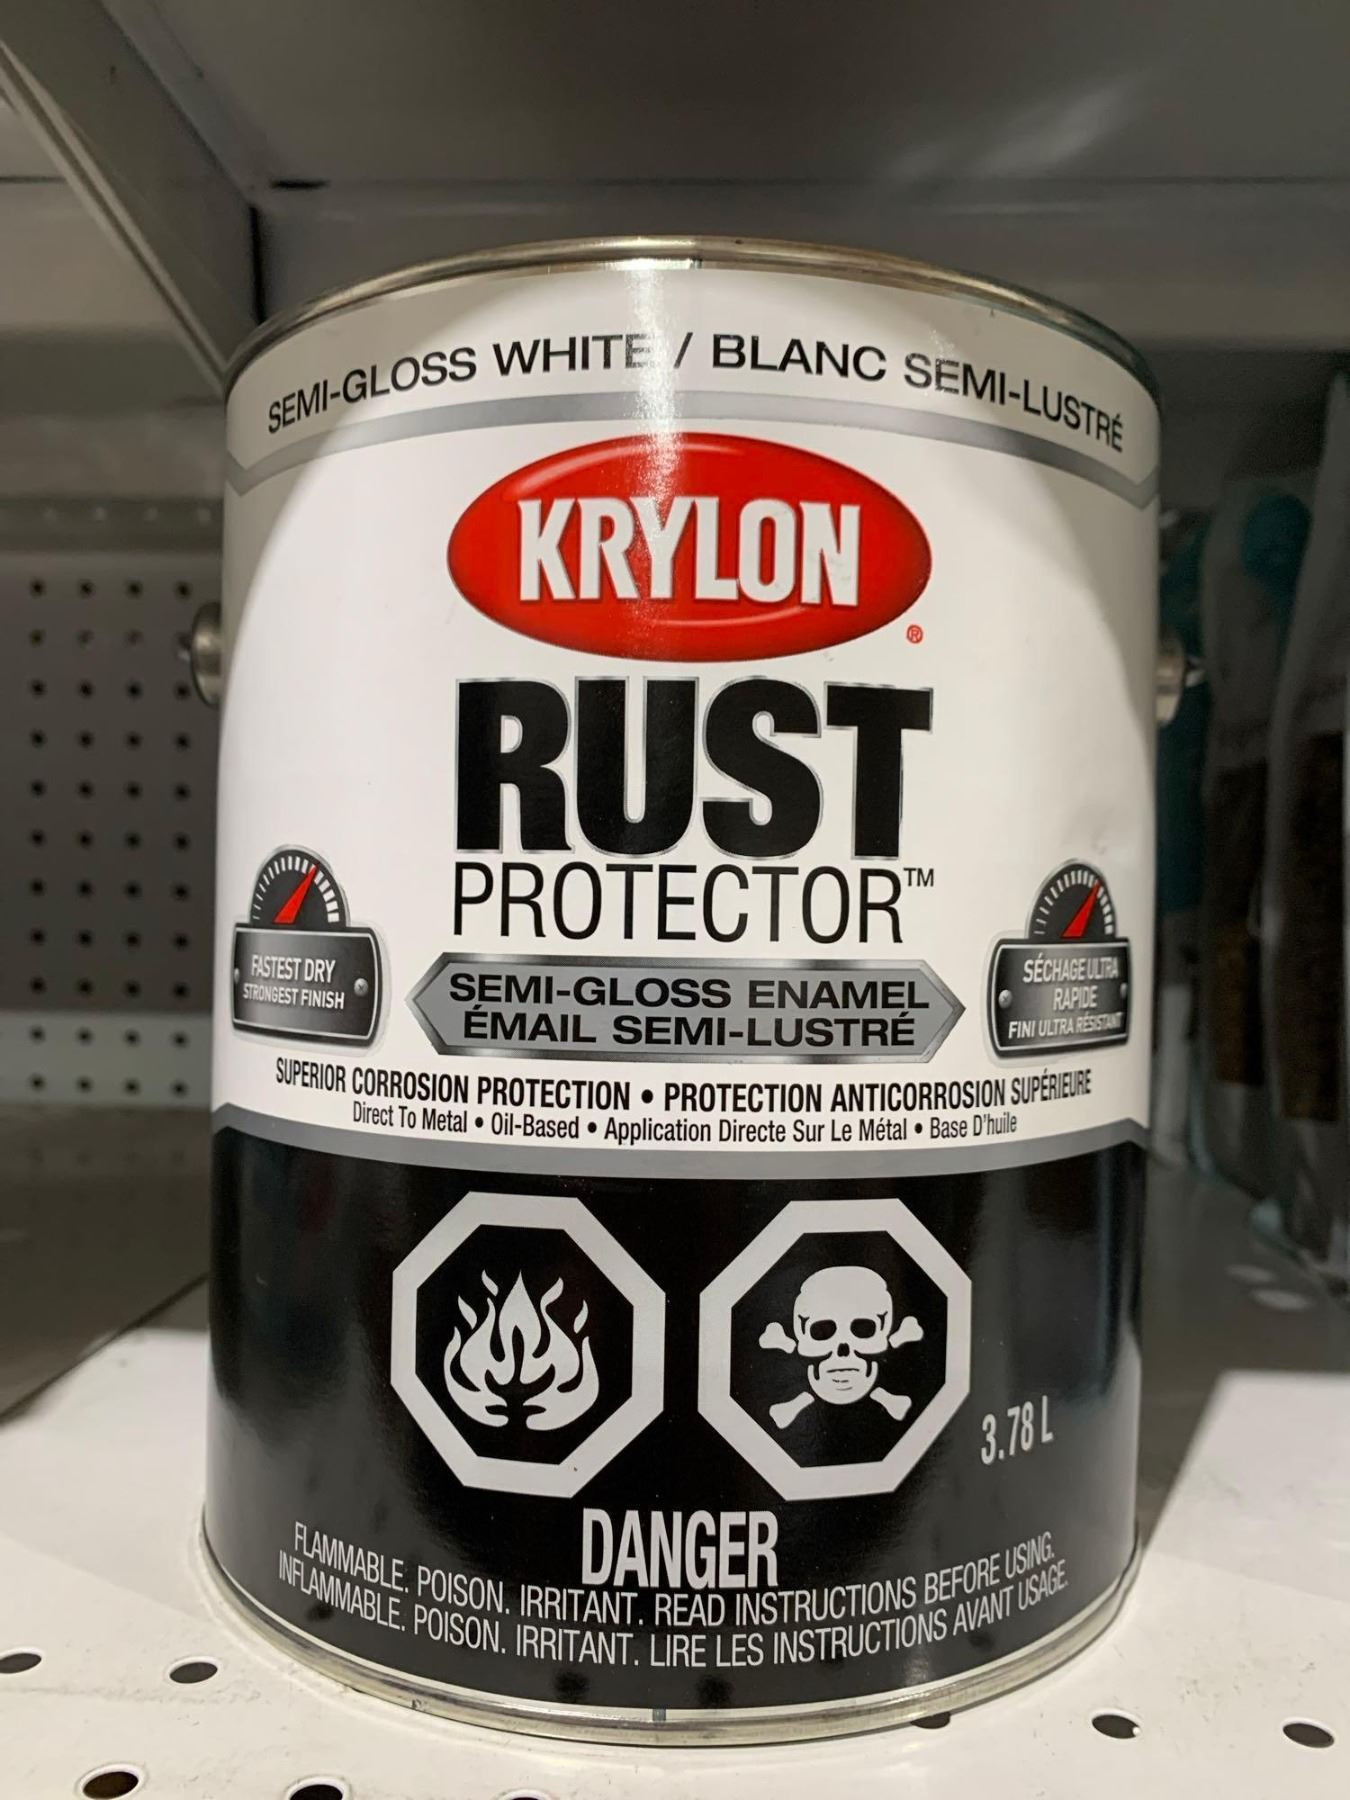 SEMI-GLOSS WHITE / BLANC SEMI-LUSTRÉ
KRYLON®
RUST
PROTECTOR™
FASTEST DRY
STRONGEST FINISH
SEMI-GLOSS ENAMEL
ÉMAIL SEMI-LUSTRÉ
SÉCHAGE ULTRA
RAPIDE
FINI ULTRA RÉSISTANT
SUPERIOR CORROSION PROTECTION • PROTECTION ANTICORROSION SUPÉRIEURE
Direct To Metal • Oil-Based • Application Directe Sur Le Métal • Base D'huile
3.78 L
DANGER
FLAMMABLE. POISON. IRRITANT. READ INSTRUCTIONS BEFORE USING.
INFLAMMABLE. POISON. IRRITANT. LIRE LES INSTRUCTIONS AVANT USAGE.